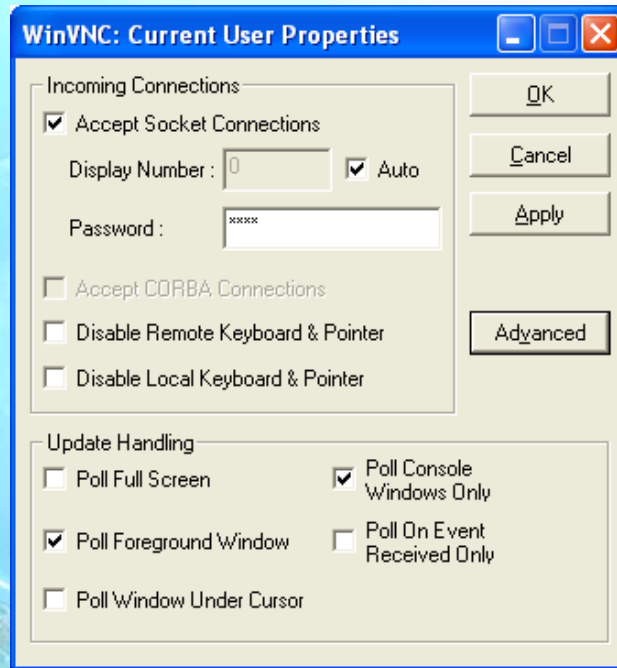 WinVNC: Current User Properties
Incoming Connections
Accept Socket Connections
Display Number : 0 Auto
Password : ****
Accept CORBA Connections
Disable Remote Keyboard & Pointer
Disable Local Keyboard & Pointer
OK
Cancel
Apply
Advanced
Update Handling
Poll Full Screen
Poll Console
Windows Only
Poll Foreground Window
Poll On Event
Received Only
Poll Window Under Cursor